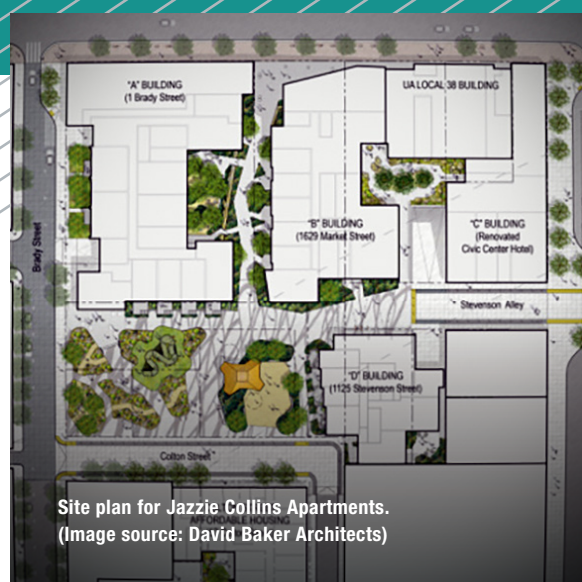 "A" BUILDING
(1 Brady Street)
UA LOCAL 38 BUILDING
Brady Street
"B" BUILDING
(1629 Market Street)
"C" BUILDING
(Renovated
Civic Center Hotel)
Stevenson Alley
"D" BUILDING
(1125 Stevenson Street)
Colton Street
Site plan for Jazzie Collins Apartments.
AFFORDABLE HOUSING
(Image source: David Baker Architects)